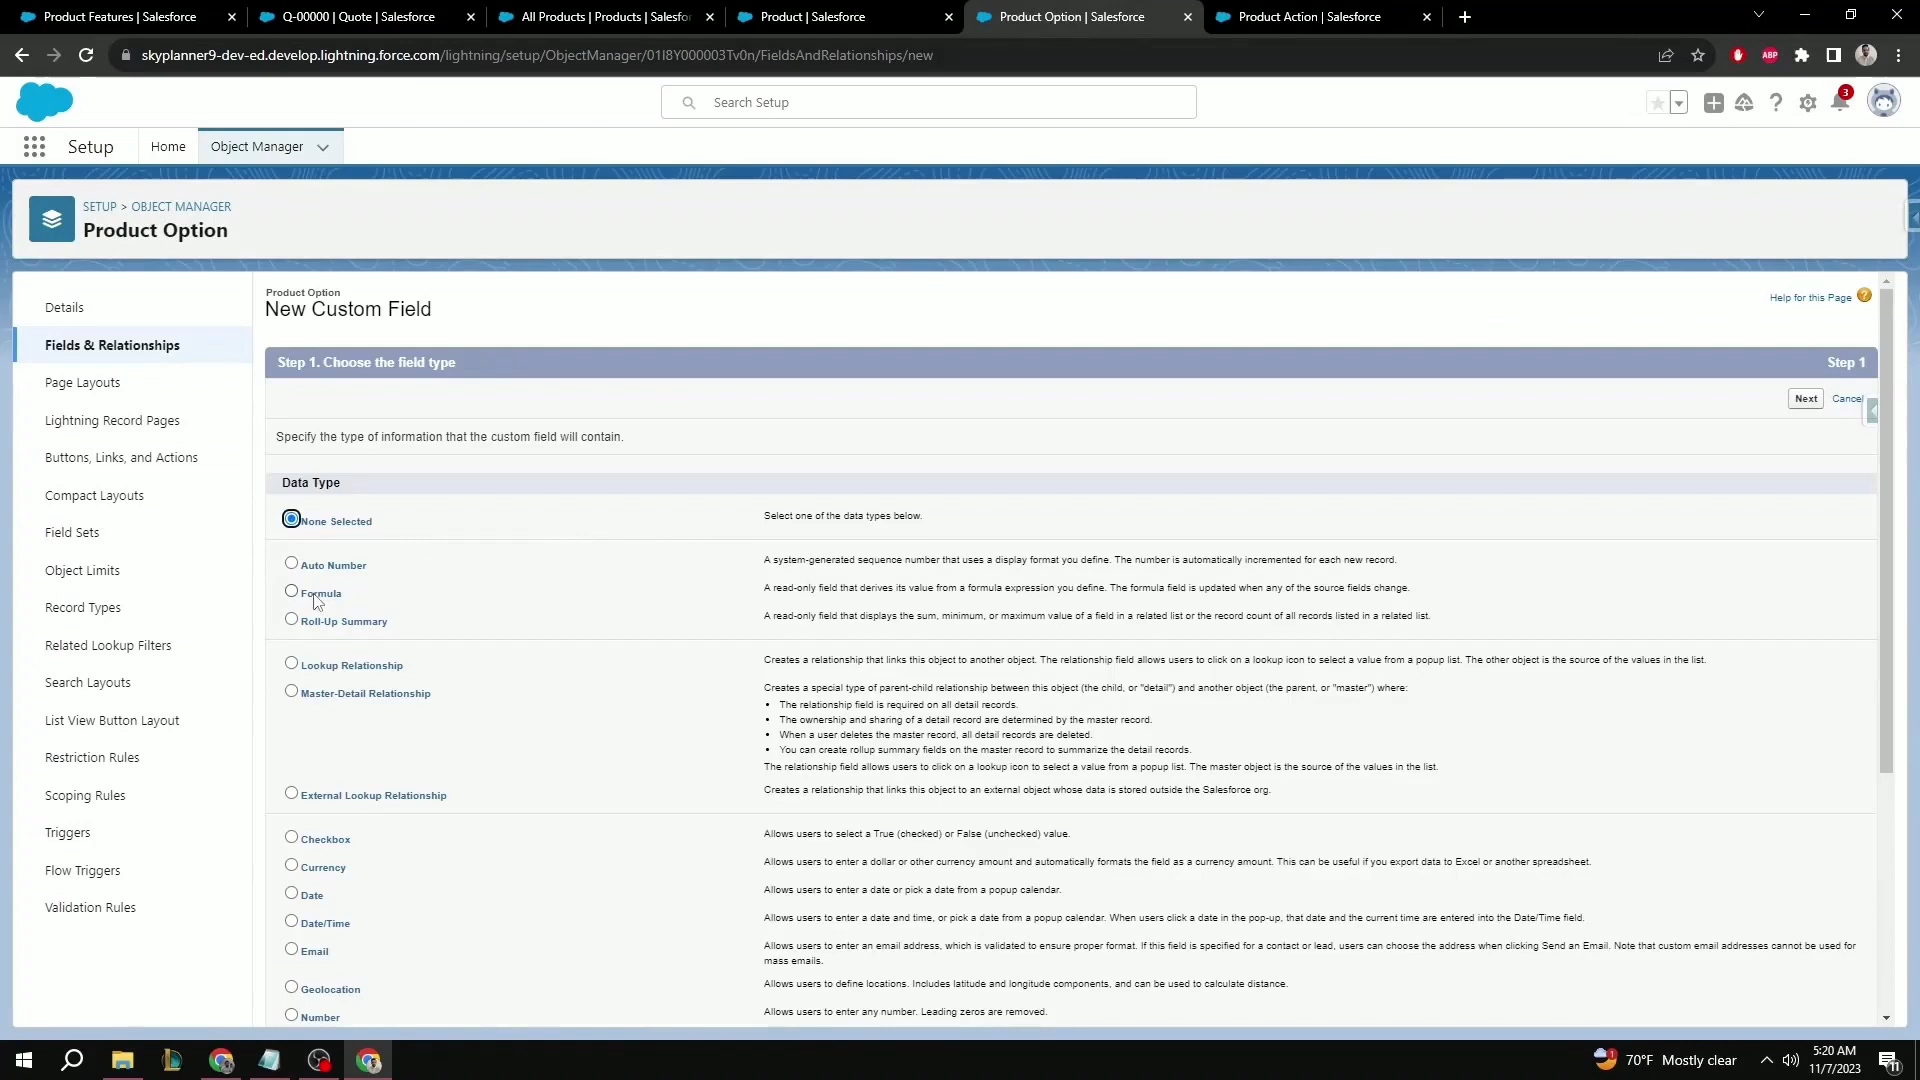 Product Features | Salesforce
Q-00000 | Quote | Salesforce
All Products | Products | Salesfor
Product | Salesforce
Product Option | Salesforce
Product Action | Salesforce
skyplanner9-dev-ed.develop.lightning.force.com/lightning/setup/ObjectManager/01I8Y000003Tv0n/FieldsAndRelationships/new
ABP
Search Setup
3
Setup
Home
Object Manager
SETUP > OBJECT MANAGER
Product Option
Details
Fields & Relationships
Page Layouts
Lightning Record Pages
Buttons, Links, and Actions
Compact Layouts
Field Sets
Object Limits
Record Types
Related Lookup Filters
Search Layouts
List View Button Layout
Restriction Rules
Scoping Rules
Triggers
Flow Triggers
Validation Rules
Product Option
New Custom Field
Help for this Page
Step 1. Choose the field type
Step 1
Next
Cancel
Specify the type of information that the custom field will contain.
Data Type
None Selected
Select one of the data types below.
Auto Number
A system-generated sequence number that uses a display format you define. The number is automatically incremented for each new record.
Formula
A read-only field that derives its value from a formula expression you define. The formula field is updated when any of the source fields change.
Roll-Up Summary
A read-only field that displays the sum, minimum, or maximum value of a field in a related list or the record count of all records listed in a related list.
Lookup Relationship
Creates a relationship that links this object to another object. The relationship field allows users to click on a lookup icon to select a value from a popup list. The other object is the source of the values in the list.
Master-Detail Relationship
Creates a special type of parent-child relationship between this object (the child, or "detail") and another object (the parent, or "master") where:
• The relationship field is required on all detail records.
• The ownership and sharing of a detail record are determined by the master record.
• When a user deletes the master record, all detail records are deleted.
• You can create rollup summary fields on the master record to summarize the detail records.
The relationship field allows users to click on a lookup icon to select a value from a popup list. The master object is the source of the values in the list.
External Lookup Relationship
Creates a relationship that links this object to an external object whose data is stored outside the Salesforce org.
Checkbox
Allows users to select a True (checked) or False (unchecked) value.
Currency
Allows users to enter a dollar or other currency amount and automatically formats the field as a currency amount. This can be useful if you export data to Excel or another spreadsheet.
Date
Allows users to enter a date or pick a date from a popup calendar.
Date/Time
Allows users to enter a date and time, or pick a date from a popup calendar. When users click a date in the pop-up, that date and the current time are entered into the Date/Time field.
Email
Allows users to enter an email address, which is validated to ensure proper format. If this field is specified for a contact or lead, users can choose the address when clicking Send an Email. Note that custom email addresses cannot be used for
mass emails.
Geolocation
Allows users to define locations. Includes latitude and longitude components, and can be used to calculate distance.
Number
Allows users to enter any number. Leading zeros are removed.
1
70°F Mostly clear
5:20 AM
11/7/2023
11